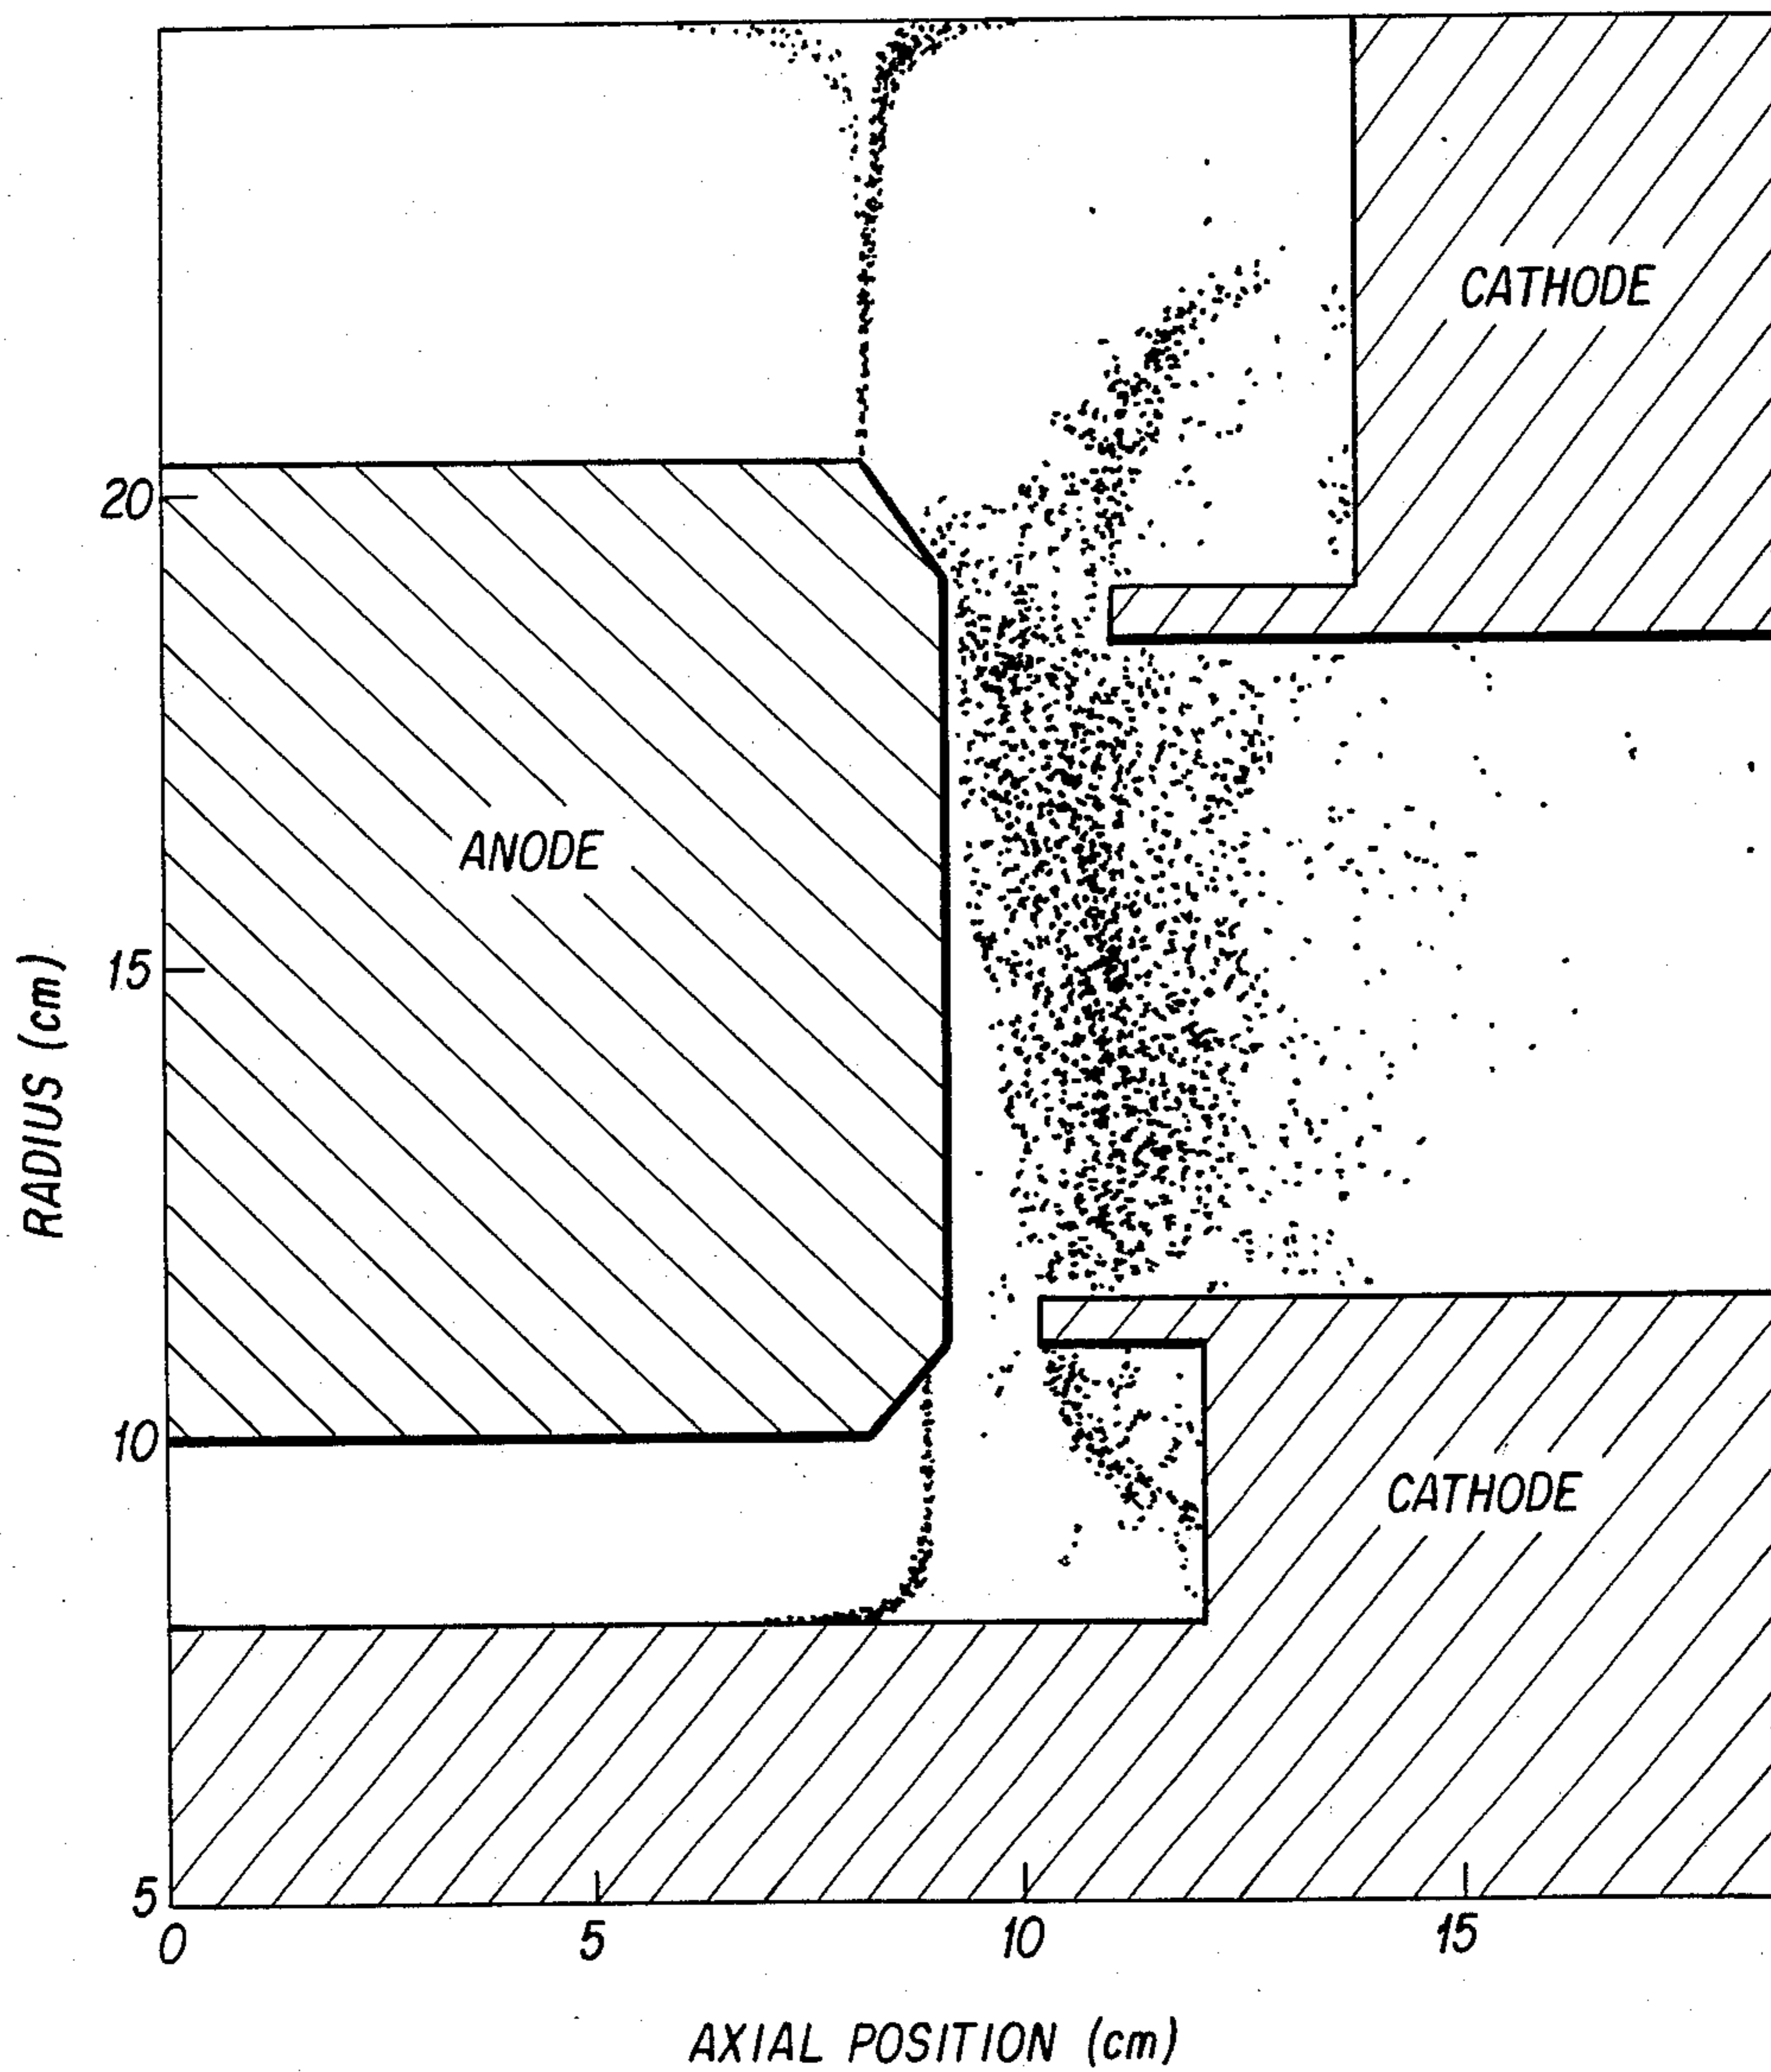 CATHODE
20
ANODE
15
RADIUS (cm)
10
CATHODE
5
0
5
10
15
AXIAL POSITION (cm)